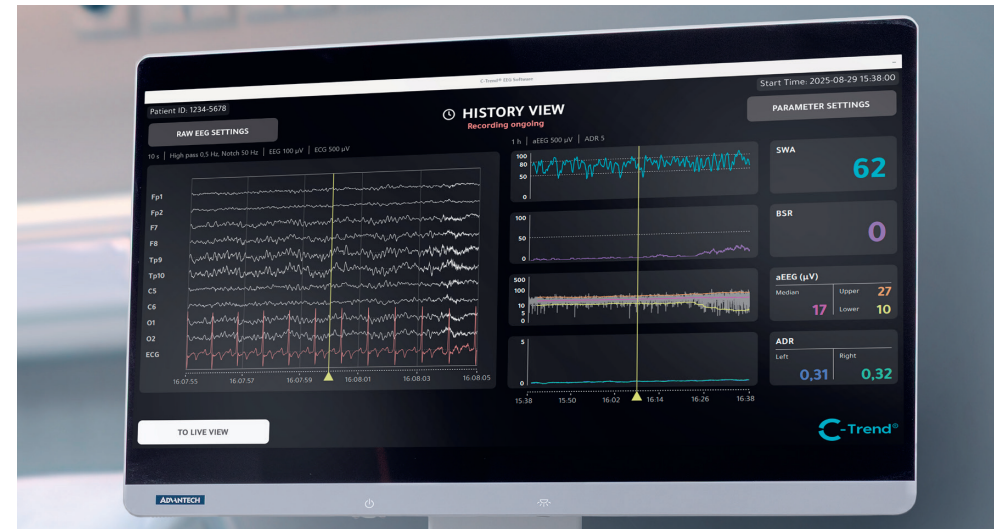 C-Trend® EEG Software
Patient ID: 1234-5678
Start Time: 2025-08-29 15:38:00
RAW EEG SETTINGS
HISTORY VIEW
Recording ongoing
PARAMETER SETTINGS
10 s | High pass 0,5 Hz, Notch 50 Hz | EEG 100 µV | ECG 500 µV
1 h | aEEG 500 µV | ADR 5
Fp1
Fp2
F7
F8
Tp9
Tp10
C5
C6
O1
O2
ECG
16:07:55 16:07:57 16:07:59 16:08:01 16:08:03 16:08:05
100
80
50
0
SWA
62
100
50
0
BSR
0
500
100
10
5
0
aEEG (µV)
Median Upper 27
17 Lower 10
5
0
ADR
Left Right
0,31 0,32
15:38 15:50 16:02 16:14 16:26 16:38
TO LIVE VIEW
C-Trend®
ADVANTECH